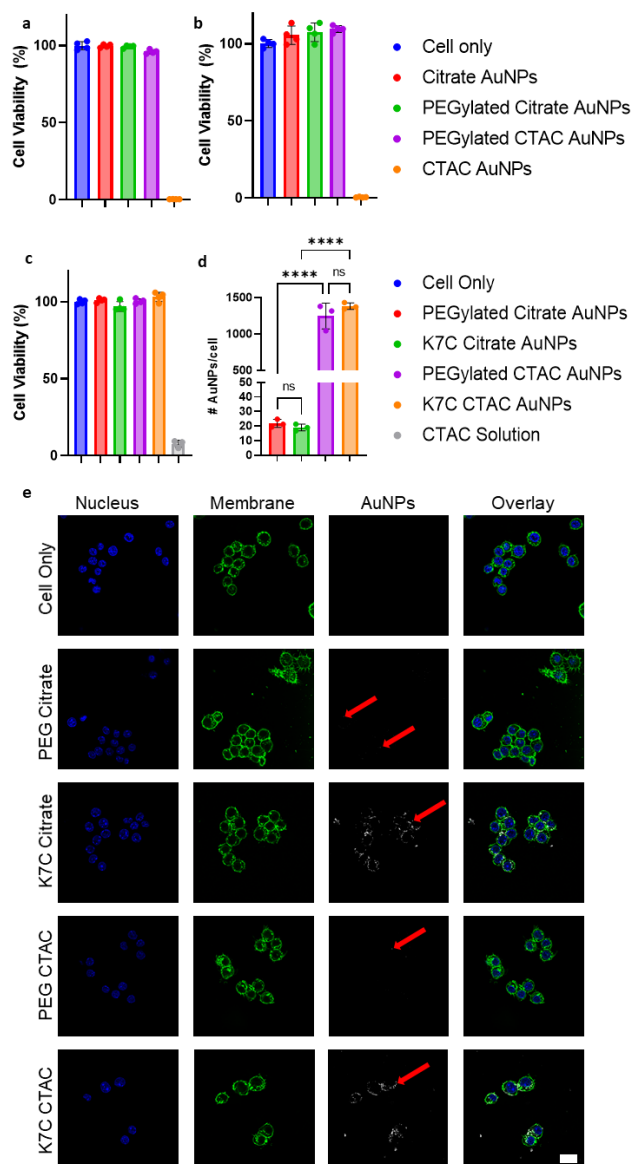 a
Cell Viability (%)
100
50
0
b
Cell Viability (%)
100
50
0
Cell only
Citrate AuNPs
PEGylated Citrate AuNPs
PEGylated CTAC AuNPs
CTAC AuNPs
c
Cell Viability (%)
100
50
0
d
# AuNPs/cell
1500
1000
500
50
40
30
20
10
0
ns
****
****
ns
Cell Only
PEGylated Citrate AuNPs
K7C Citrate AuNPs
PEGylated CTAC AuNPs
K7C CTAC AuNPs
CTAC Solution
e
Nucleus
Membrane
AuNPs
Overlay
Cell Only
PEG Citrate
K7C Citrate
PEG CTAC
K7C CTAC